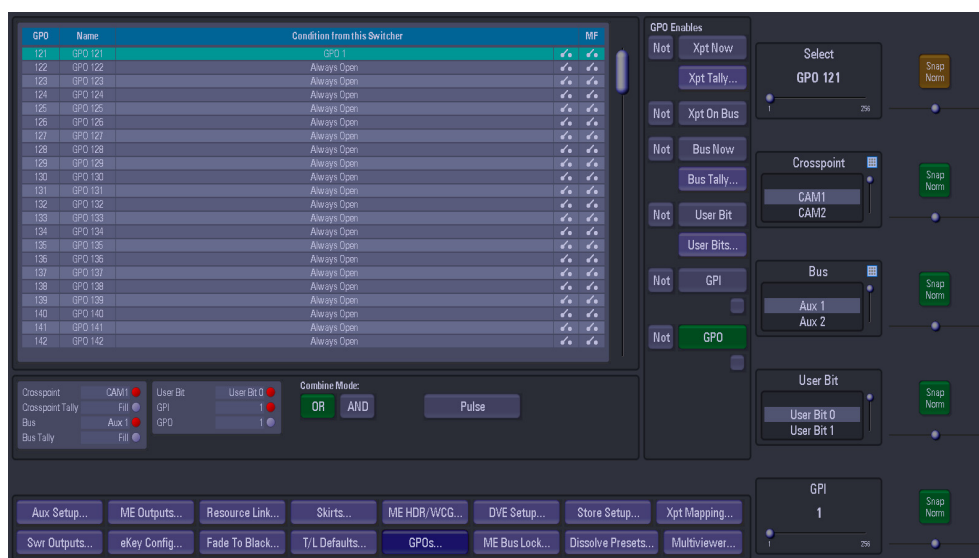 GPO Name Condition from this Switcher MF
121 GPO 121 GPO 1
122 GPO 122 Always Open
123 GPO 123 Always Open
124 GPO 124 Always Open
125 GPO 125 Always Open
126 GPO 126 Always Open
127 GPO 127 Always Open
128 GPO 128 Always Open
129 GPO 129 Always Open
130 GPO 130 Always Open
131 GPO 131 Always Open
132 GPO 132 Always Open
133 GPO 133 Always Open
134 GPO 134 Always Open
135 GPO 135 Always Open
136 GPO 136 Always Open
137 GPO 137 Always Open
138 GPO 138 Always Open
139 GPO 139 Always Open
140 GPO 140 Always Open
141 GPO 141 Always Open
142 GPO 142 Always Open
GPO Enables
Not Xpt Now
Xpt Tally...
Not Xpt On Bus
Not Bus Now
Bus Tally...
Not User Bit
User Bits...
Not GPI
Not GPO
Select
GPO 121
1 256
Snap Norm
Crosspoint
CAM1
CAM2
Snap Norm
Bus
Aux 1
Aux 2
Snap Norm
User Bit
User Bit 0
User Bit 1
Snap Norm
GPI
1
1 256
Snap Norm
Crosspoint CAM1
Crosspoint Tally Fill
Bus Aux 1
Bus Tally Fill
User Bit User Bit 0
GPI 1
GPO 1
Combine Mode:
OR AND Pulse
Aux Setup... ME Outputs... Resource Link... Skirts... ME HDR/WCG... DVE Setup... Store Setup... Xpt Mapping...
Swr Outputs... eKey Config... Fade To Black... T/L Defaults... GPOs... ME Bus Lock... Dissolve Presets... Multiviewer...